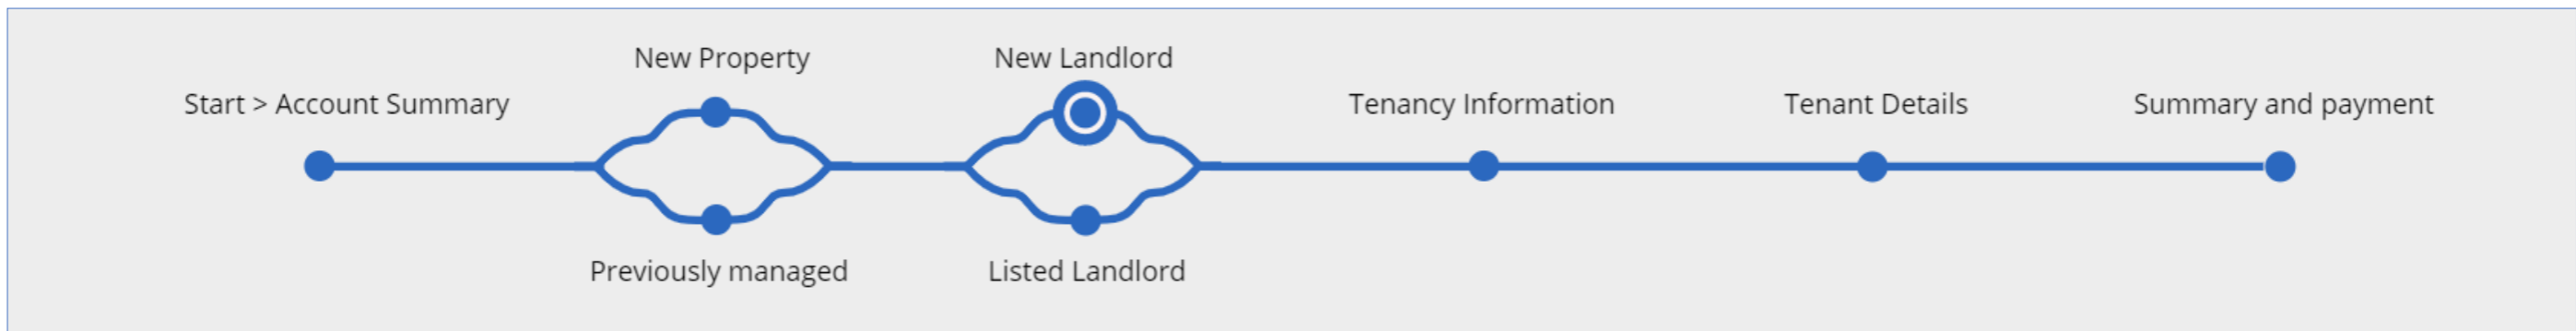 Start > Account Summary
New Property
Previously managed
New Landlord
Listed Landlord
Tenancy Information
Tenant Details
Summary and payment